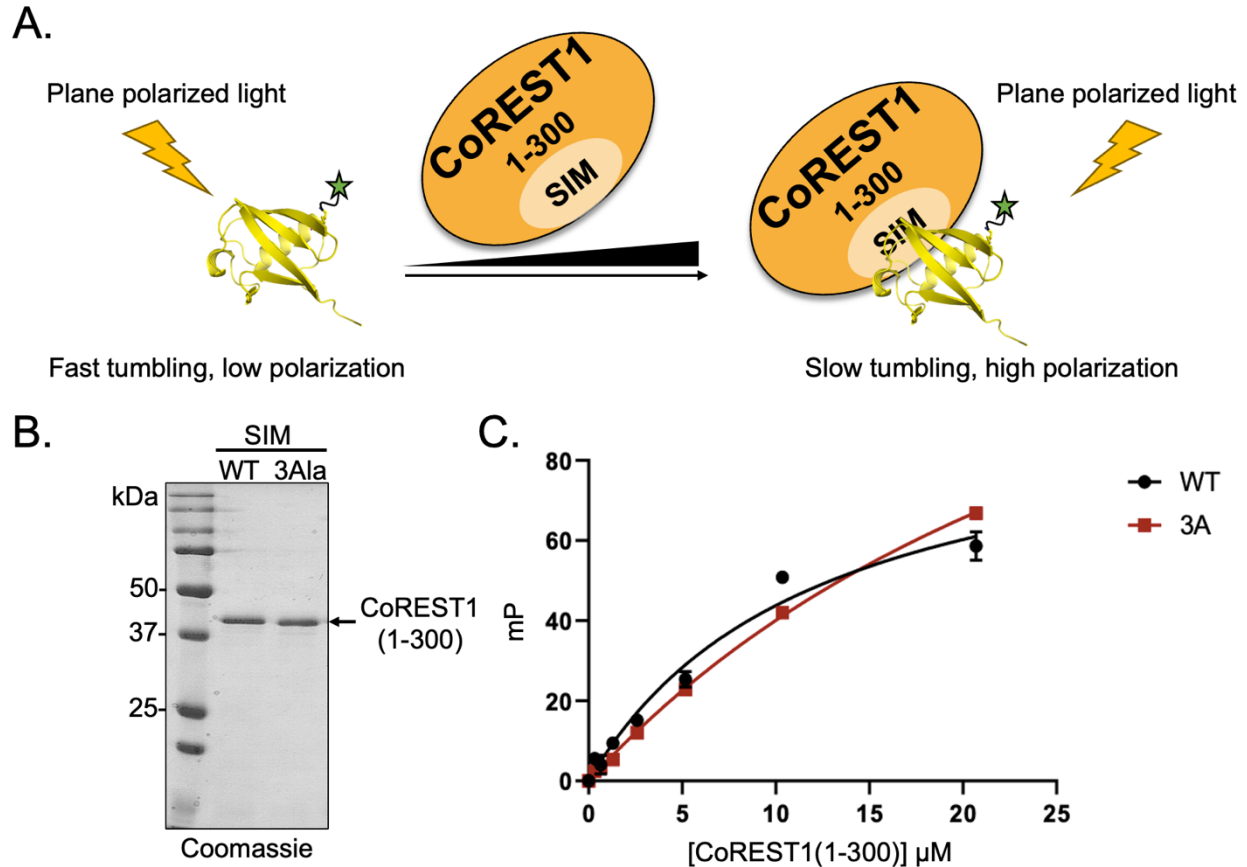 A.
Plane polarized light
CoREST1
1-300
SIM
CoREST1
1-300
SIM
Plane polarized light
Fast tumbling, low polarization
Slow tumbling, high polarization
B.
SIM
WT 3Ala
kDa
50
37
25
CoREST1
(1-300)
Coomassie
C.
80
60
40
20
0
mP
0 5 10 15 20 25
[CoREST1(1-300)] µM
WT
3A